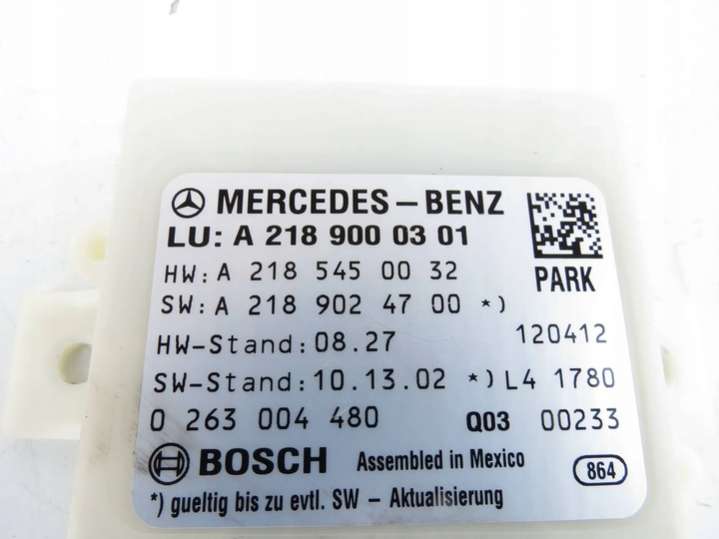 MERCEDES-BENZ
LU: A 218 900 03 01
HW: A 218 545 00 32
PARK
SW: A 218 902 47 00 *)
HW-Stand: 08.27 120412
SW-Stand: 10.13.02 *) L4 1780
0 263 004 480 Q03 00233
BOSCH Assembled in Mexico 864
*) gueltig bis zu evtl. SW - Aktualisierung